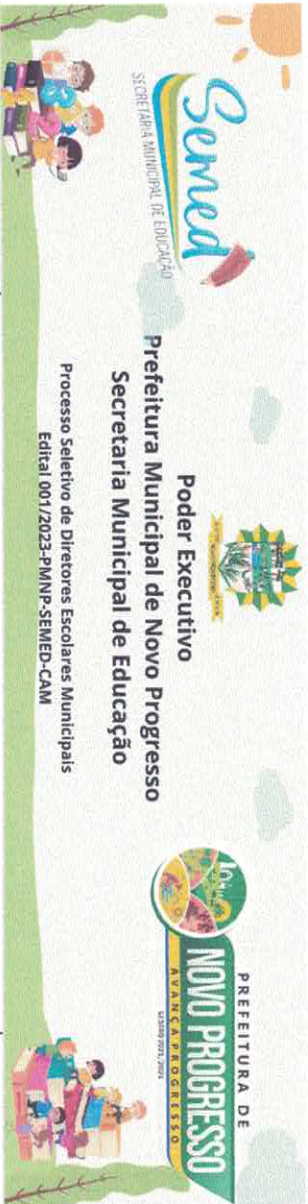 Semed
SECRETARIA MUNICIPAL DE EDUCAÇÃO
Poder Executivo
Prefeitura Municipal de Novo Progresso
Secretaria Municipal de Educação
Processo Seletivo de Diretores Escolares Municipais
Edital 001/2023-PMNP-SEMED-CAM
PREFEITURA DE
NOVO PROGRESSO
AVANÇA PROGRESSO